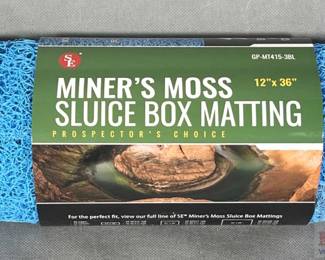 SE
GP-MT415-3BL
MINER'S MOSS
12" x 36"
SLUICE BOX MATTING
PROSPECTOR'S CHOICE
For the perfect fit, view our full line of SE® Miner's Moss Sluice Box Mattings